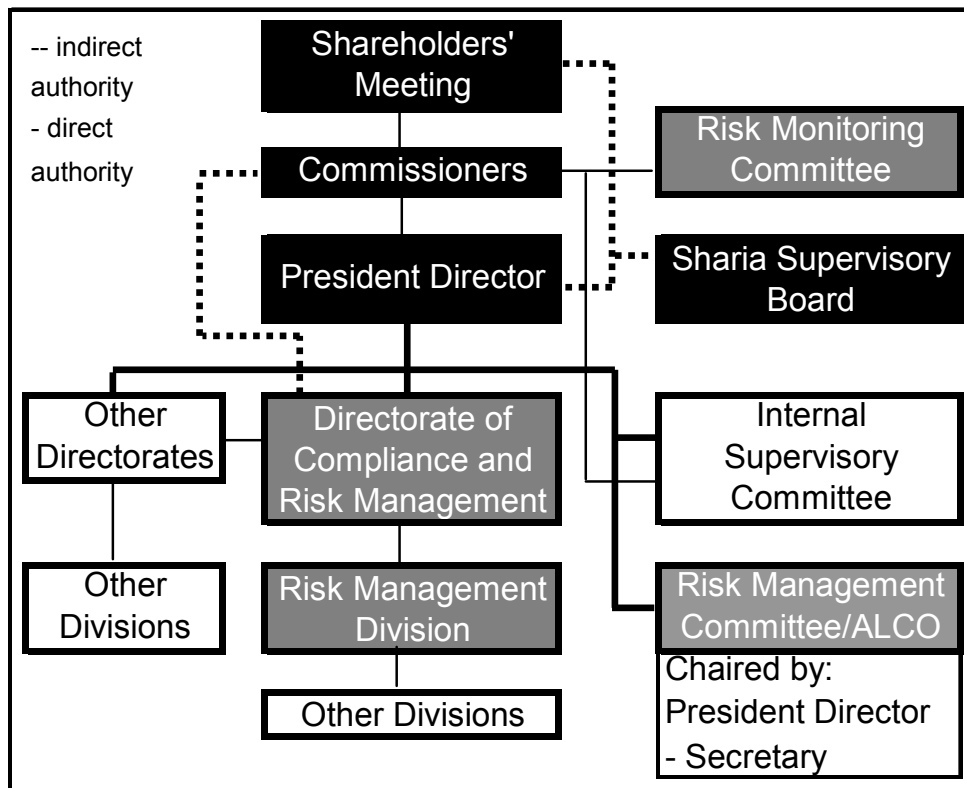 -- indirect
authority
- direct
authority
Shareholders'
Meeting
Commissioners
Risk Monitoring
Committee
President Director
Sharia Supervisory
Board
Other
Directorates
Directorate of
Compliance and
Risk Management
Internal
Supervisory
Committee
Other
Divisions
Risk Management
Division
Risk Management
Committee/ALCO
Other Divisions
Chaired by:
President Director
- Secretary